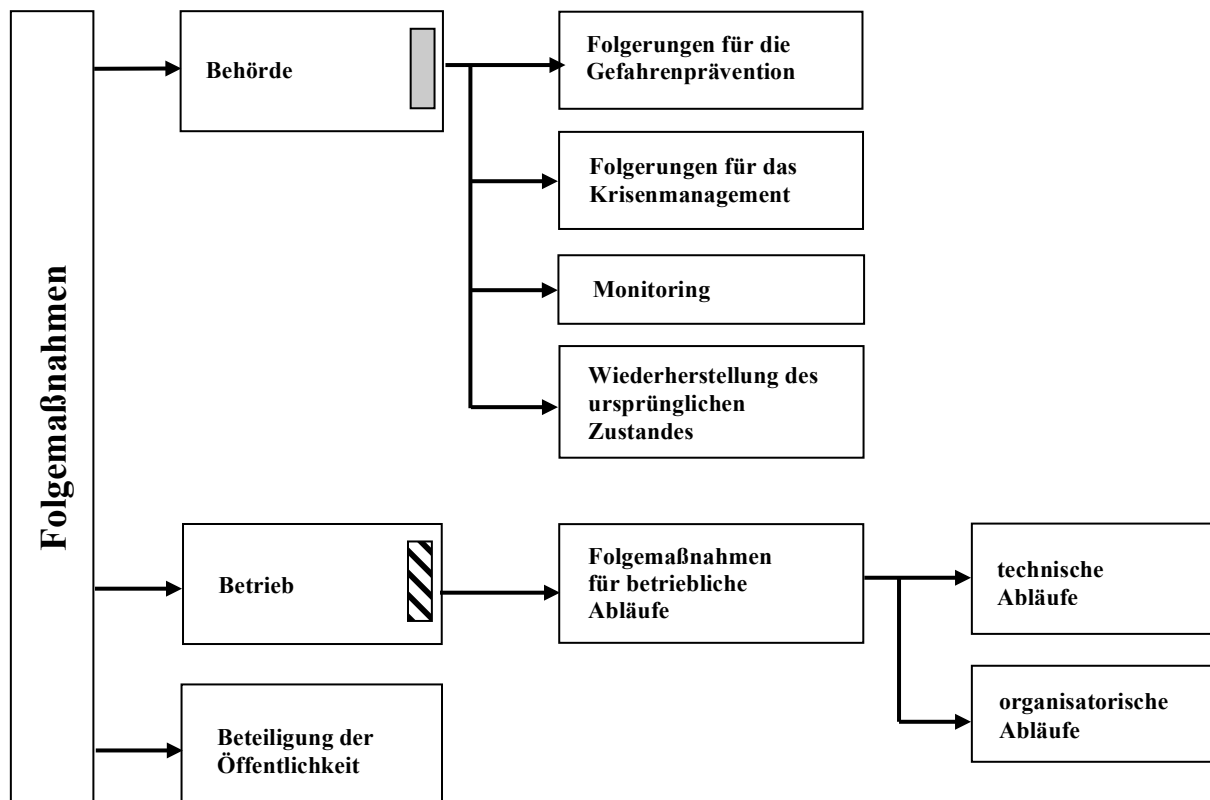 Folgemaßnahmen
Behörde
Folgerungen für die
Gefahrenprävention
Folgerungen für das
Krisenmanagement
Monitoring
Wiederherstellung des
ursprünglichen
Zustandes
Betrieb
Folgemaßnahmen
für betriebliche
Abläufe
technische
Abläufe
organisatorische
Abläufe
Beteiligung der
Öffentlichkeit